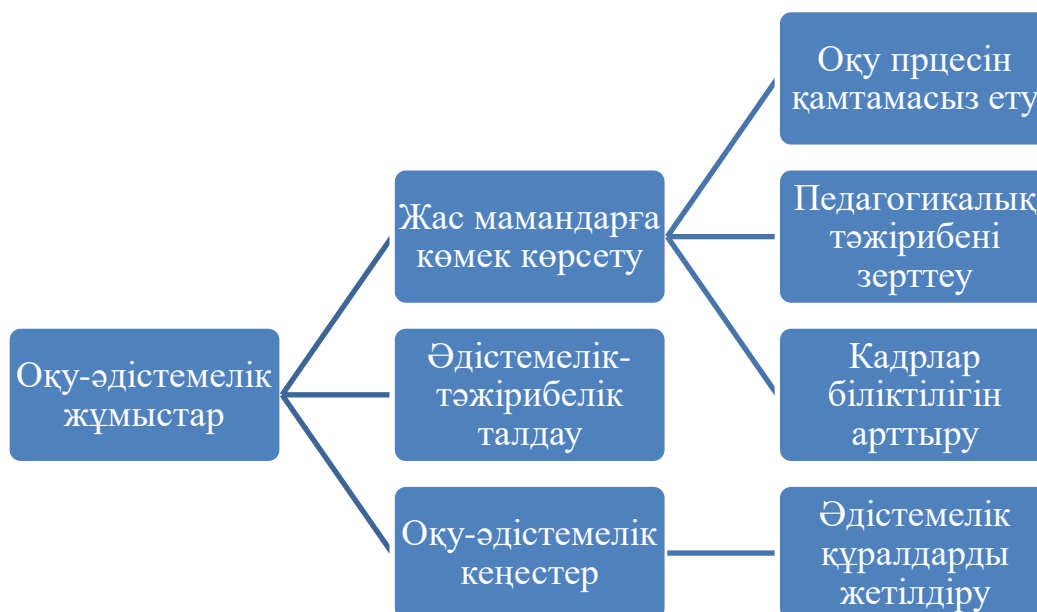 Оқу-әдістемелік
жұмыстар
Жас мамандарға
көмек көрсету
Оқу прцесін
қамтамасыз ету
Педагогикалық
тәжірибені
зерттеу
Кадрлар
біліктілігін
арттыру
Әдістемелік-
тәжірибелік
талдау
Оқу-әдістемелік
кеңестер
Әдістемелік
құралдарды
жетілдіру